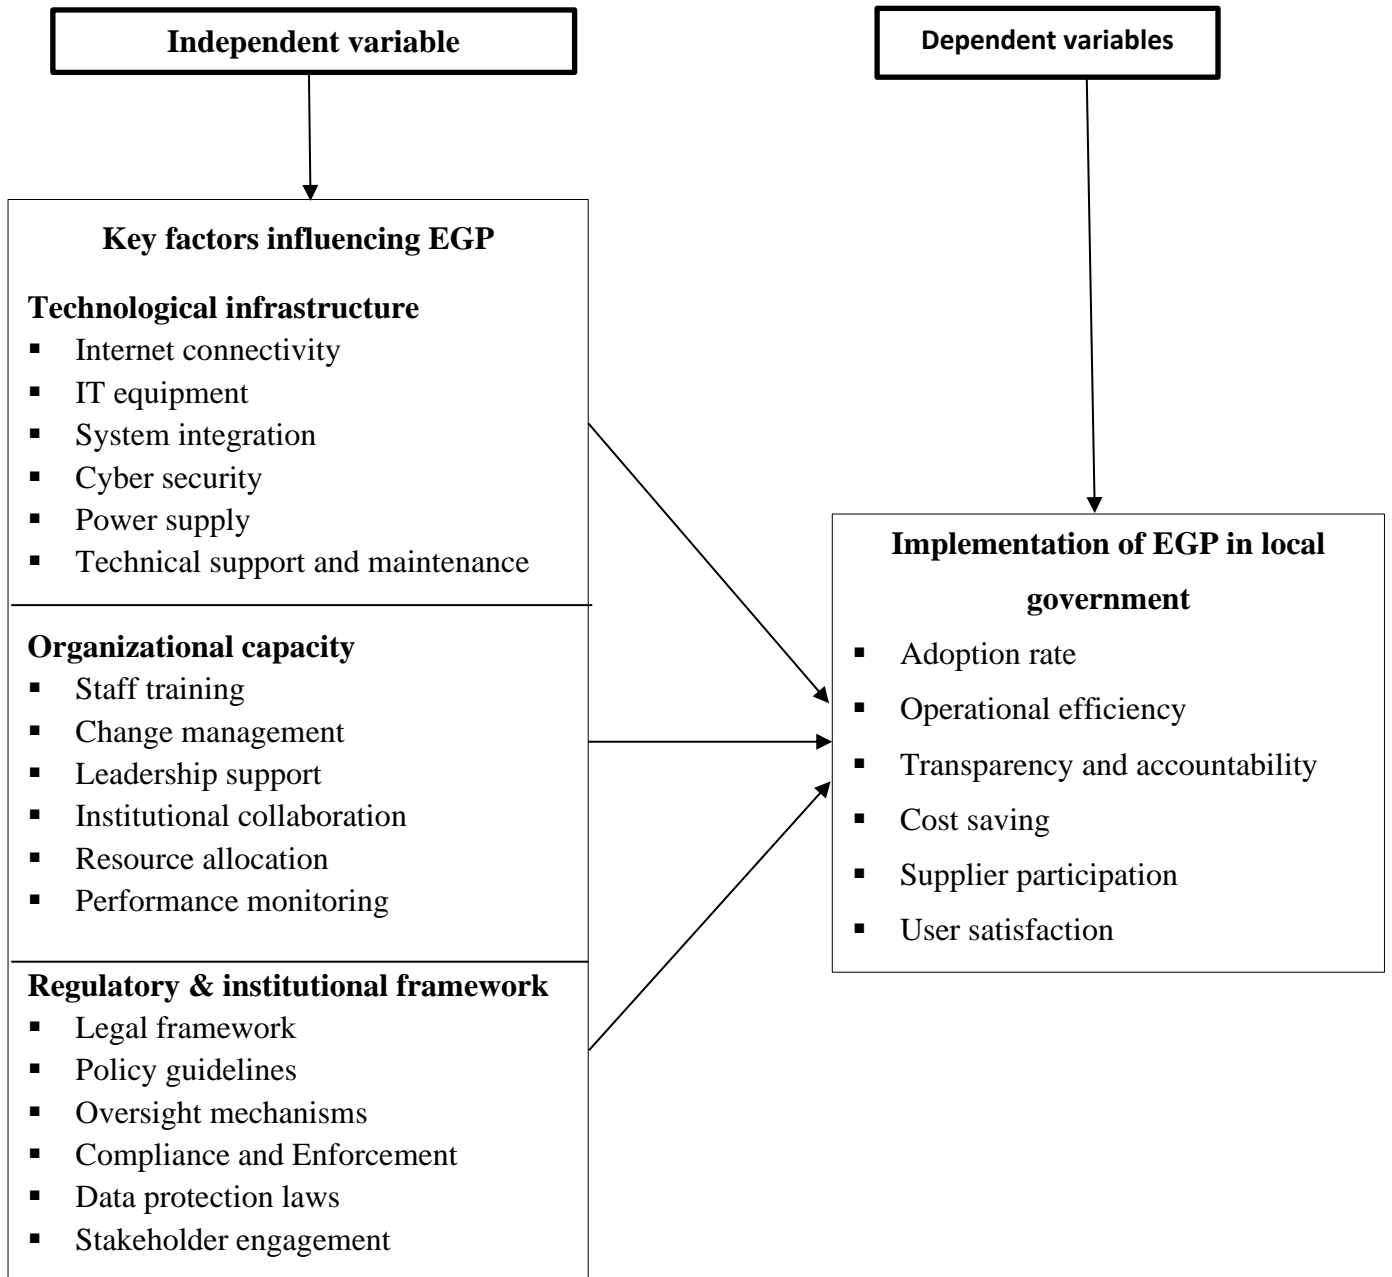 Independent variable
Dependent variables
Key factors influencing EGP
Technological infrastructure
▪ Internet connectivity
▪ IT equipment
▪ System integration
▪ Cyber security
▪ Power supply
▪ Technical support and maintenance
Organizational capacity
▪ Staff training
▪ Change management
▪ Leadership support
▪ Institutional collaboration
▪ Resource allocation
▪ Performance monitoring
Regulatory & institutional framework
▪ Legal framework
▪ Policy guidelines
▪ Oversight mechanisms
▪ Compliance and Enforcement
▪ Data protection laws
▪ Stakeholder engagement
Implementation of EGP in local
government
▪ Adoption rate
▪ Operational efficiency
▪ Transparency and accountability
▪ Cost saving
▪ Supplier participation
▪ User satisfaction